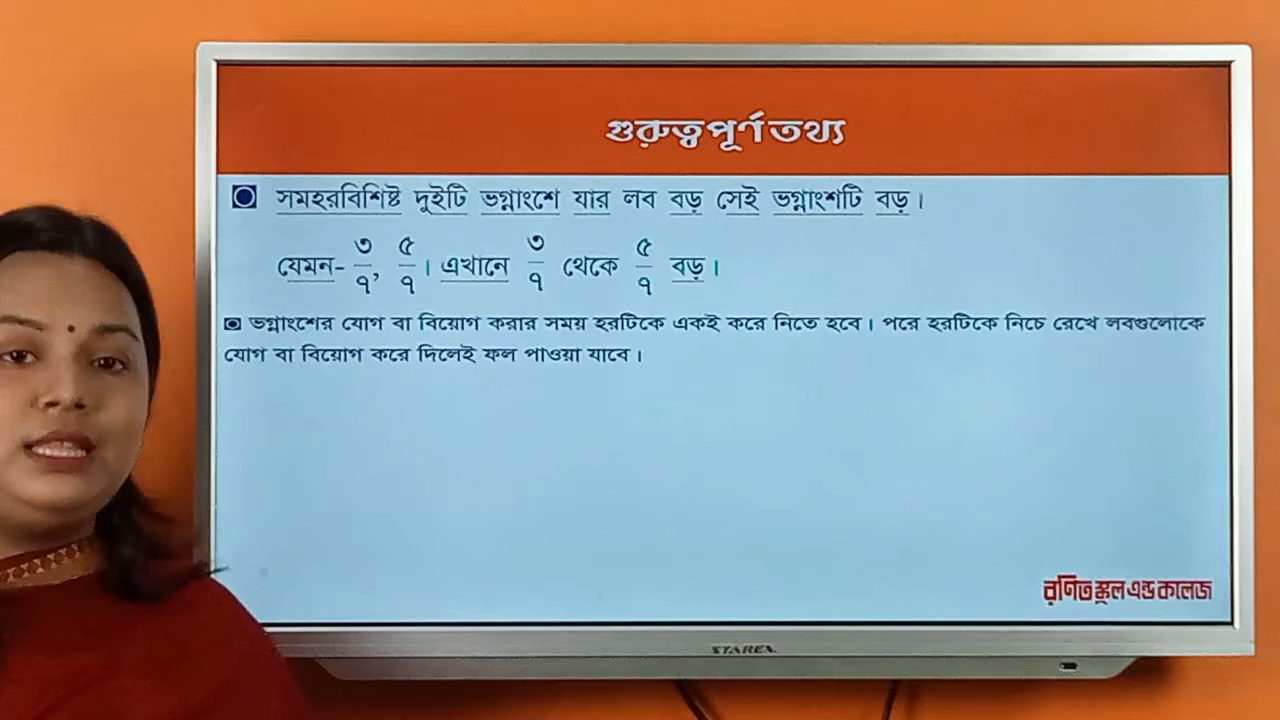 গুরুত্বপূর্ণ তথ্য
সমহরবিশিষ্ট দুইটি ভগ্নাংশে যার লব বড় সেই ভগ্নাংশটি বড়।
যেমন- ৩/৭, ৫/৭। এখানে ৩/৭ থেকে ৫/৭ বড়।
ভগ্নাংশের যোগ বা বিয়োগ করার সময় হরটিকে একই করে নিতে হবে। পরে হরটিকে নিচে রেখে লবগুলোকে
যোগ বা বিয়োগ করে দিলেই ফল পাওয়া যাবে।
রণিত স্কুল এন্ড কলেজ
STAREX